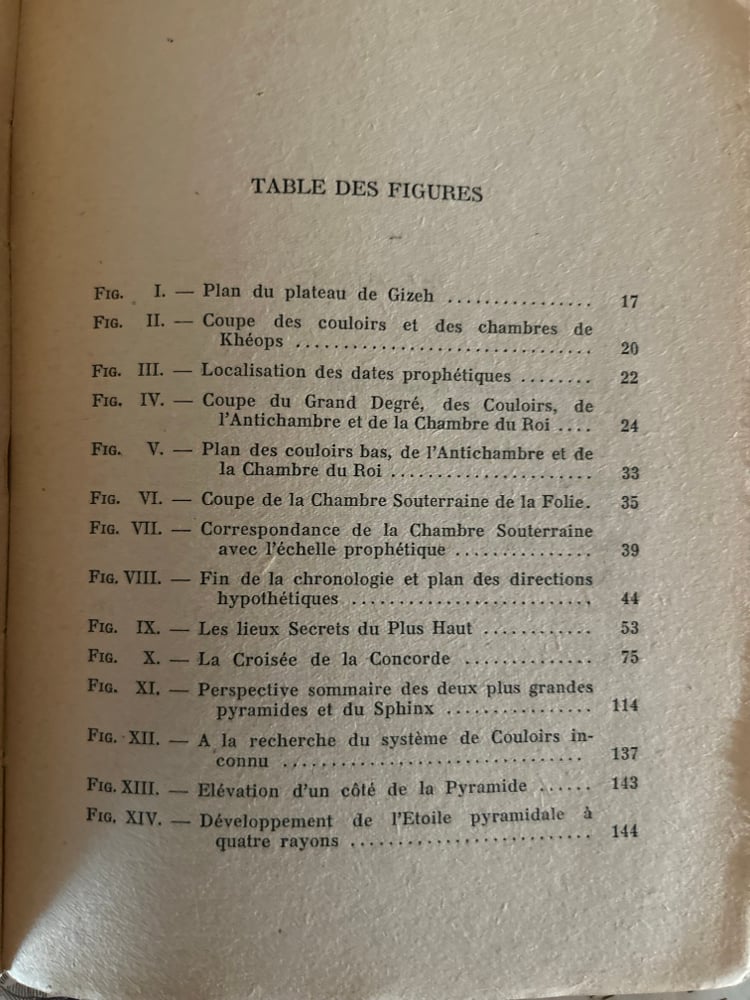 TABLE DES FIGURES
FIG. I. — Plan du plateau de Gizeh ................ 17
FIG. II. — Coupe des couloirs et des chambres de
Khéops .................................. 20
FIG. III. — Localisation des dates prophétiques ........ 22
FIG. IV. — Coupe du Grand Degré, des Couloirs, de
l'Antichambre et de la Chambre du Roi .... 24
FIG. V. — Plan des couloirs bas, de l'Antichambre et de
la Chambre du Roi ....................... 33
FIG. VI. — Coupe de la Chambre Souterraine de la Folie. 35
FIG. VII. — Correspondance de la Chambre Souterraine
avec l'échelle prophétique ............... 39
FIG. VIII. — Fin de la chronologie et plan des directions
hypothétiques ........................... 44
FIG. IX. — Les lieux Secrets du Plus Haut ............ 53
FIG. X. — La Croisée de la Concorde .............. 75
FIG. XI. — Perspective sommaire des deux plus grandes
pyramides et du Sphinx ................ 114
FIG. XII. — A la recherche du système de Couloirs in-
connu ................................. 137
FIG. XIII. — Elévation d'un côté de la Pyramide ...... 143
FIG. XIV. — Développement de l'Etoile pyramidale à
quatre rayons ........................... 144